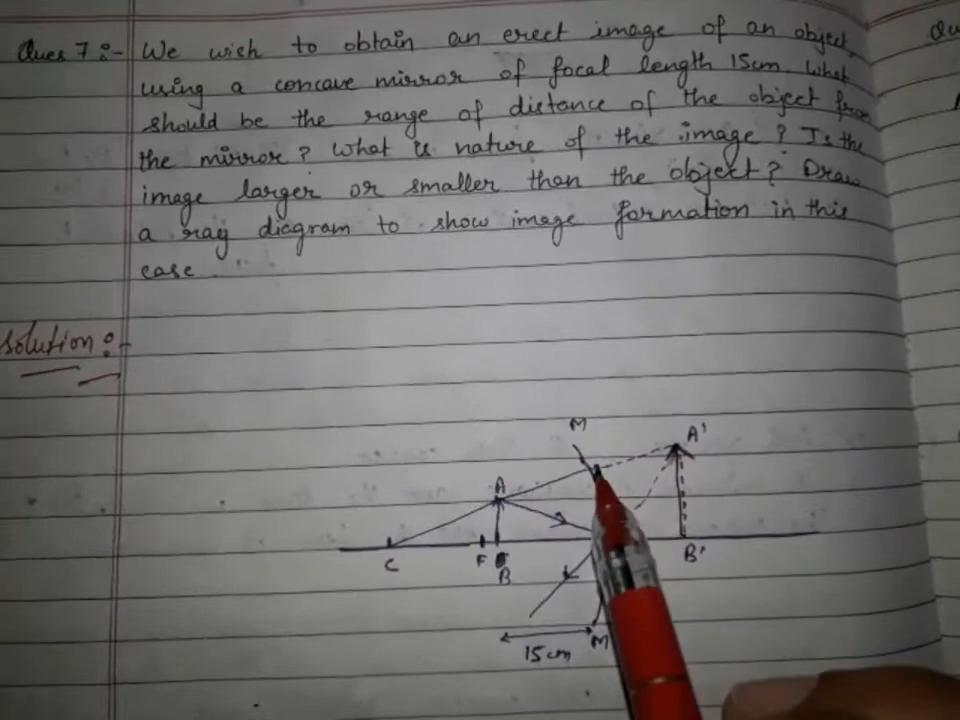 Ques 7:- We wish to obtain an erect image of an object,
using a concave mirror of focal length 15cm. What
should be the range of distance of the object from
the mirror? What is nature of the image? Is the
image larger or smaller than the object? Draw
a ray diagram to show image formation in this
case.
Solution:-
M
A'
A
C
F
B
B'
15cm
M